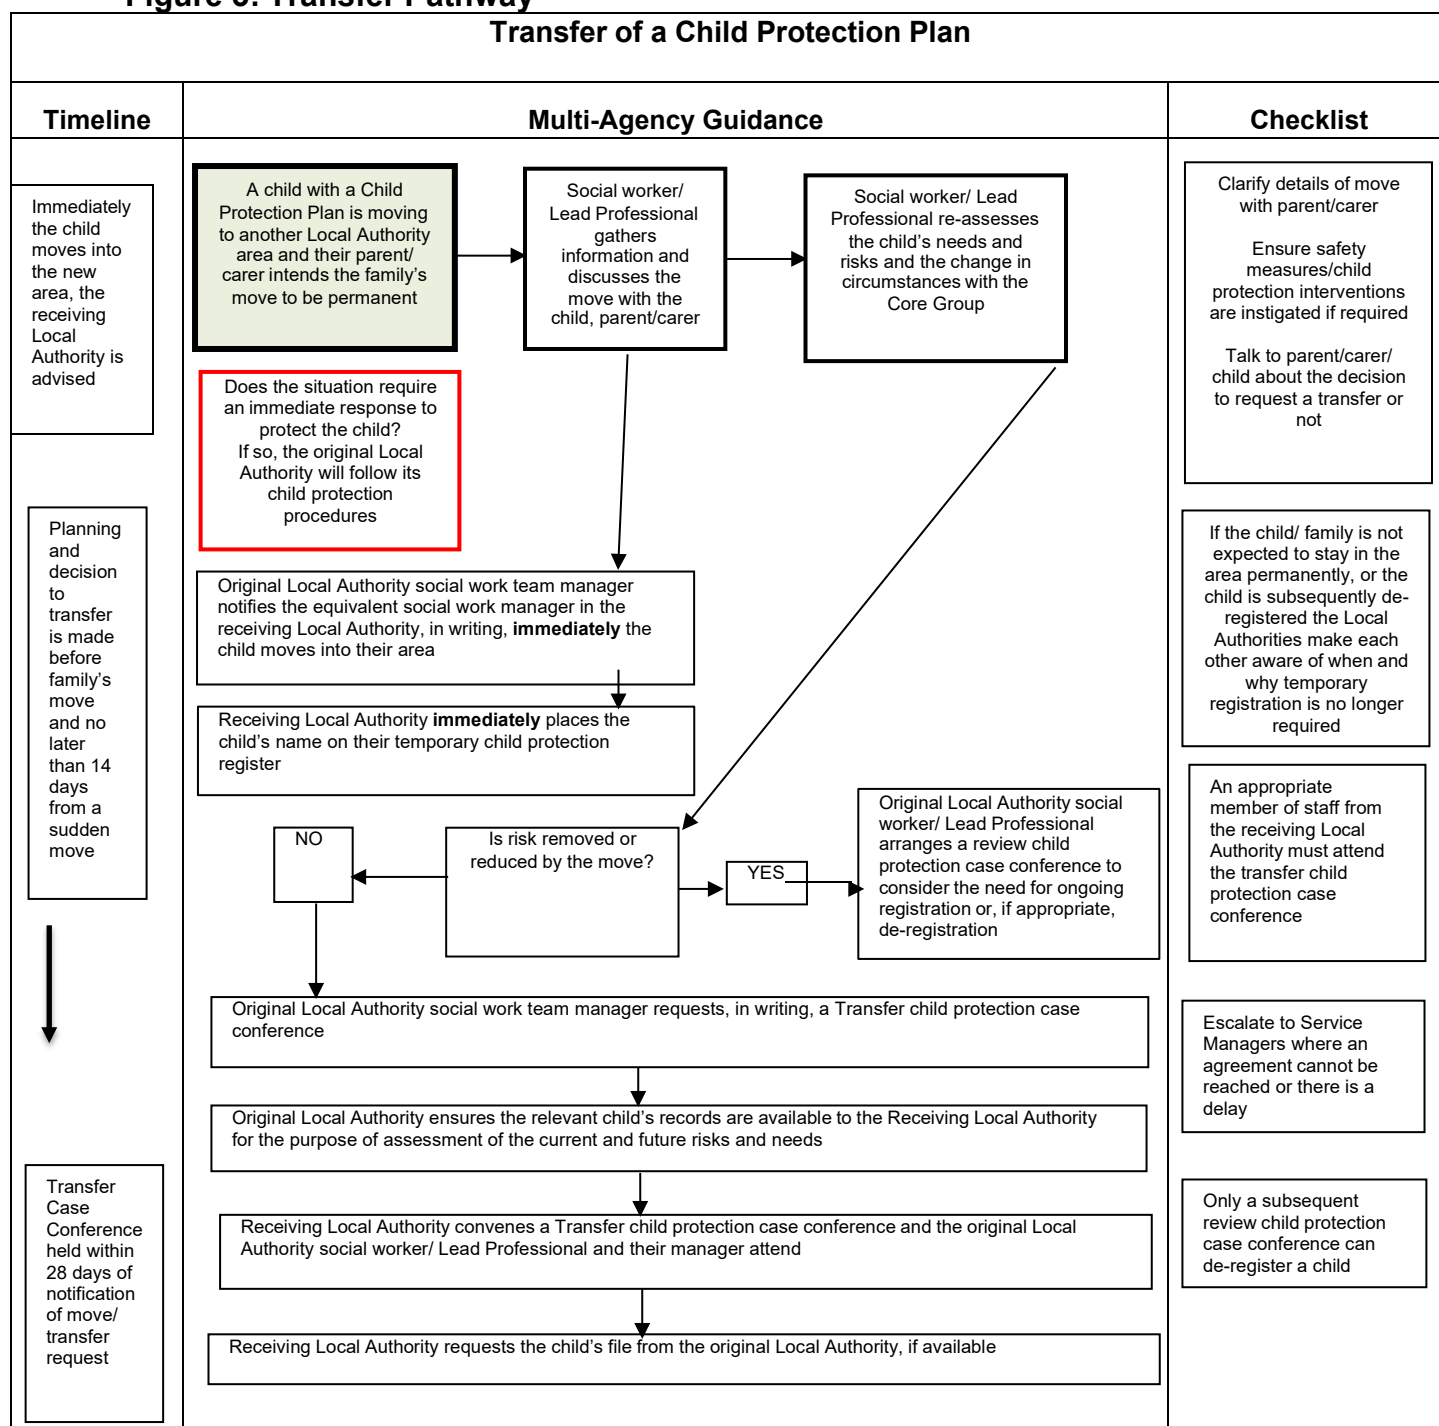 Figure 3: Transfer Pathway
Transfer of a Child Protection Plan
Timeline
Multi-Agency Guidance
Checklist
Immediately
the child
moves into
the new
area, the
receiving
Local
Authority is
advised
A child with a Child
Protection Plan is moving
to another Local Authority
area and their parent/
carer intends the family’s
move to be permanent
Social worker/
Lead Professional
gathers
information and
discusses the
move with the
child, parent/carer
Social worker/ Lead
Professional re-assesses
the child’s needs and
risks and the change in
circumstances with the
Core Group
Clarify details of move
with parent/carer
Ensure safety
measures/child
protection interventions
are instigated if required
Talk to parent/carer/
child about the decision
to request a transfer or
not
Does the situation require
an immediate response to
protect the child?
If so, the original Local
Authority will follow its
child protection
procedures
Planning
and
decision
to
transfer
is made
before
family’s
move
and no
later
than 14
days
from a
sudden
move
If the child/ family is not
expected to stay in the
area permanently, or the
child is subsequently de-
registered the Local
Authorities make each
other aware of when and
why temporary
registration is no longer
required
Original Local Authority social work team manager
notifies the equivalent social work manager in the
receiving Local Authority, in writing, immediately the
child moves into their area
Receiving Local Authority immediately places the
child’s name on their temporary child protection
register
An appropriate
member of staff from
the receiving Local
Authority must attend
the transfer child
protection case
conference
NO
Is risk removed or
reduced by the move?
YES
Original Local Authority social
worker/ Lead Professional
arranges a review child
protection case conference to
consider the need for ongoing
registration or, if appropriate,
de-registration
Original Local Authority social work team manager requests, in writing, a Transfer child protection case
conference
Escalate to Service
Managers where an
agreement cannot be
reached or there is a
delay
Original Local Authority ensures the relevant child’s records are available to the Receiving Local Authority
for the purpose of assessment of the current and future risks and needs
Transfer
Case
Conference
held within
28 days of
notification
of move/
transfer
request
Receiving Local Authority convenes a Transfer child protection case conference and the original Local
Authority social worker/ Lead Professional and their manager attend
Only a subsequent
review child protection
case conference can
de-register a child
Receiving Local Authority requests the child’s file from the original Local Authority, if available